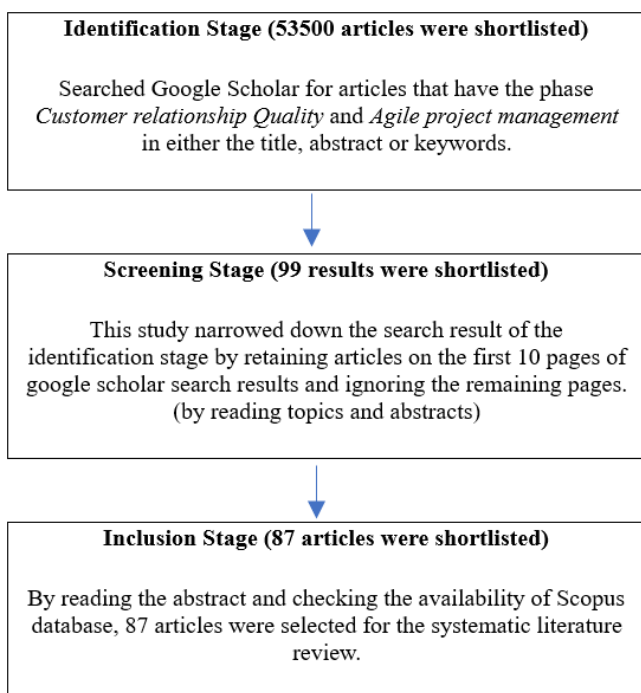 Identification Stage (53500 articles were shortlisted)
Searched Google Scholar for articles that have the phase
Customer relationship Quality and Agile project management
in either the title, abstract or keywords.
Screening Stage (99 results were shortlisted)
This study narrowed down the search result of the
identification stage by retaining articles on the first 10 pages of
google scholar search results and ignoring the remaining pages.
(by reading topics and abstracts)
Inclusion Stage (87 articles were shortlisted)
By reading the abstract and checking the availability of Scopus
database, 87 articles were selected for the systematic literature
review.